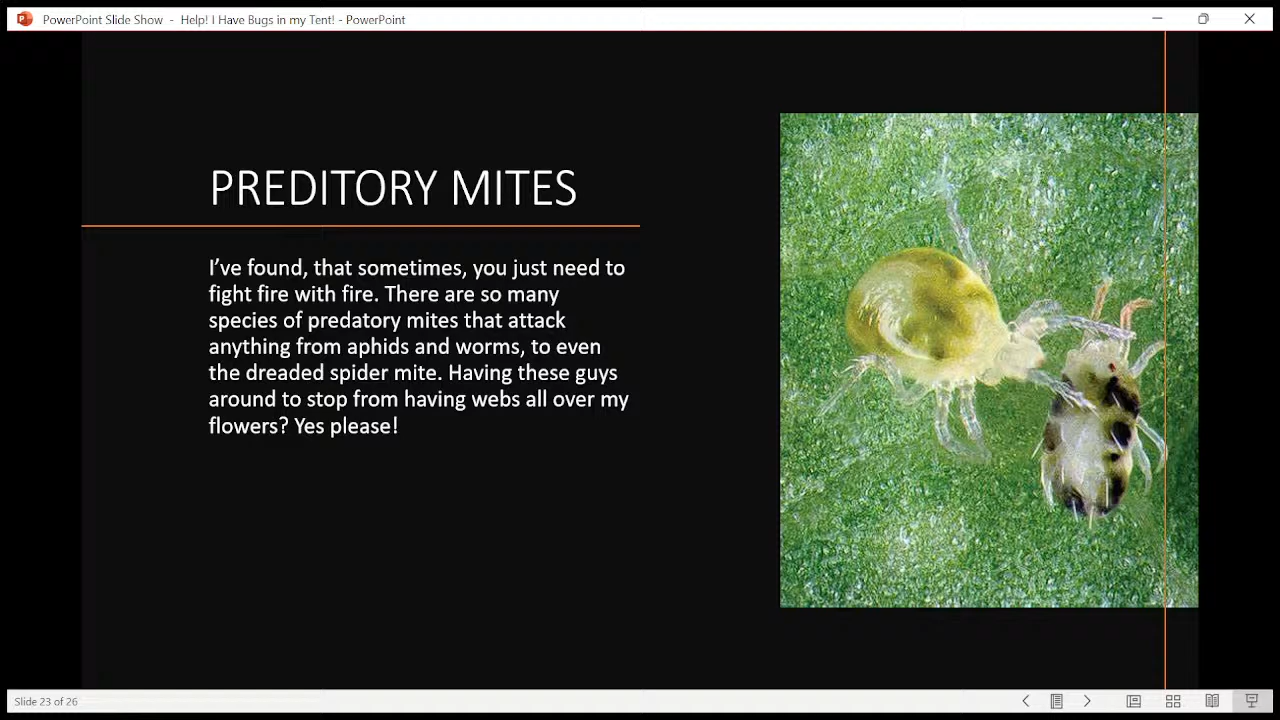 PowerPoint Slide Show - Help! I Have Bugs in my Tent! - PowerPoint
PREDITORY MITES
I've found, that sometimes, you just need to
fight fire with fire. There are so many
species of predatory mites that attack
anything from aphids and worms, to even
the dreaded spider mite. Having these guys
around to stop from having webs all over my
flowers? Yes please!
Slide 23 of 26